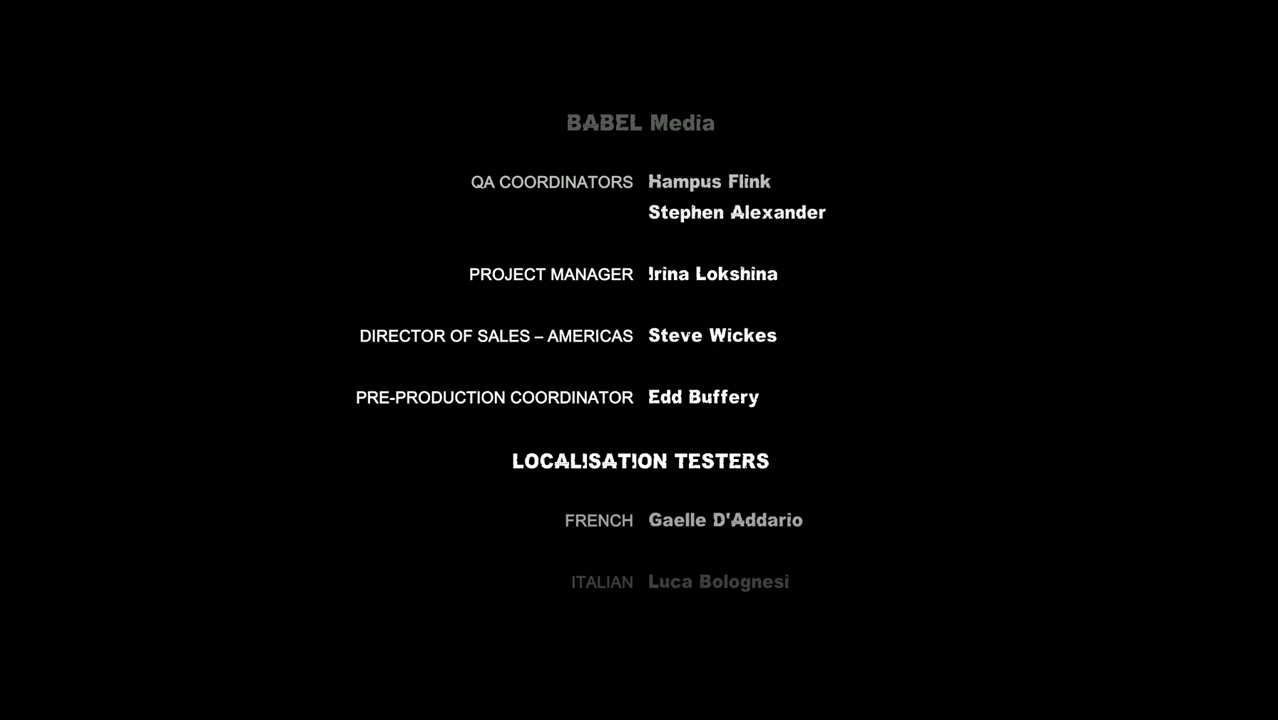 BABEL Media
QA COORDINATORS Hampus Flink
Stephen Alexander
PROJECT MANAGER Irina Lokshina
DIRECTOR OF SALES – AMERICAS Steve Wickes
PRE-PRODUCTION COORDINATOR Edd Buffery
LOCALISATION TESTERS
FRENCH Gaelle D'Addario
ITALIAN Luca Bolognesi